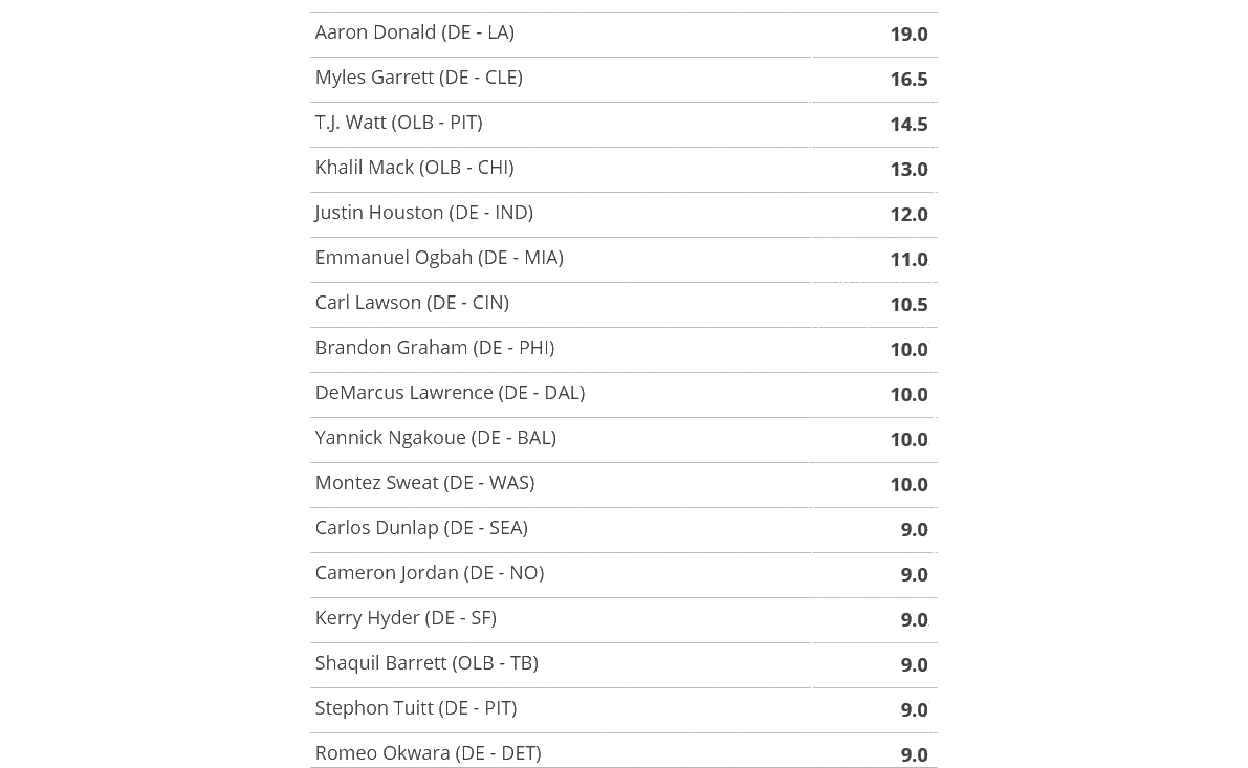 Aaron Donald (DE - LA) 19.0
Myles Garrett (DE - CLE) 16.5
T.J. Watt (OLB - PIT) 14.5
Khalil Mack (OLB - CHI) 13.0
Justin Houston (DE - IND) 12.0
Emmanuel Ogbah (DE - MIA) 11.0
Carl Lawson (DE - CIN) 10.5
Brandon Graham (DE - PHI) 10.0
DeMarcus Lawrence (DE - DAL) 10.0
Yannick Ngakoue (DE - BAL) 10.0
Montez Sweat (DE - WAS) 10.0
Carlos Dunlap (DE - SEA) 9.0
Cameron Jordan (DE - NO) 9.0
Kerry Hyder (DE - SF) 9.0
Shaquil Barrett (OLB - TB) 9.0
Stephon Tuitt (DE - PIT) 9.0
Romeo Okwara (DE - DET) 9.0